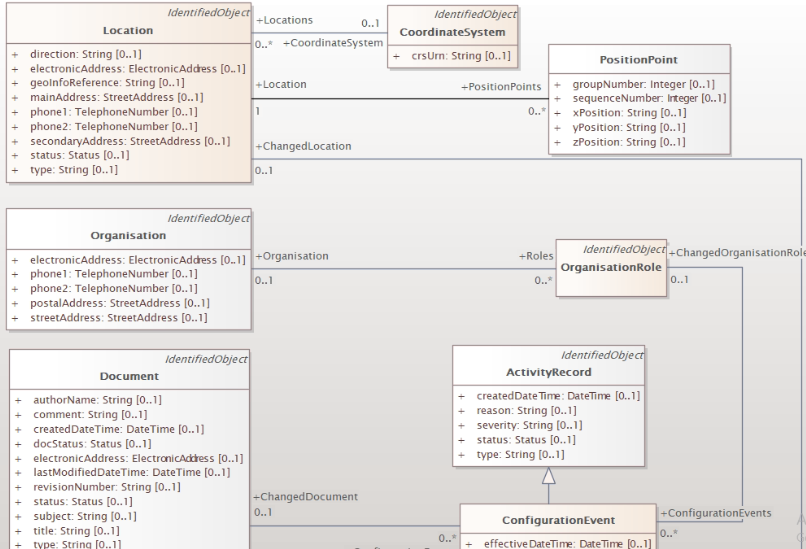 IdentifiedObject
Location
+ direction: String [0..1]
+ electronicAddress: ElectronicAddress [0..1]
+ geoInfoReference: String [0..1]
+ mainAddress: StreetAddress [0..1]
+ phone1: TelephoneNumber [0..1]
+ phone2: TelephoneNumber [0..1]
+ secondaryAddress: StreetAddress [0..1]
+ status: Status [0..1]
+ type: String [0..1]
+Locations 0..1
0..* +CoordinateSystem
IdentifiedObject
CoordinateSystem
+ crsUrn: String [0..1]
+Location +PositionPoints
1 0..*
PositionPoint
+ groupNumber: Integer [0..1]
+ sequenceNumber: Integer [0..1]
+ xPosition: String [0..1]
+ yPosition: String [0..1]
+ zPosition: String [0..1]
+ChangedLocation
0..1
IdentifiedObject
Organisation
+ electronicAddress: ElectronicAddress [0..1]
+ phone1: TelephoneNumber [0..1]
+ phone2: TelephoneNumber [0..1]
+ postalAddress: StreetAddress [0..1]
+ streetAddress: StreetAddress [0..1]
+Organisation +Roles
0..1 0..*
IdentifiedObject
OrganisationRole
+ChangedOrganisationRole
0..1
IdentifiedObject
Document
+ authorName: String [0..1]
+ comment: String [0..1]
+ createdDateTime: DateTime [0..1]
+ docStatus: Status [0..1]
+ electronicAddress: ElectronicAddress [0..1]
+ lastModifiedDateTime: DateTime [0..1]
+ revisionNumber: String [0..1]
+ status: Status [0..1]
+ subject: String [0..1]
+ title: String [0..1]
+ type: String [0..1]
+ChangedDocument
0..1
0..*
IdentifiedObject
ActivityRecord
+ createdDateTime: DateTime [0..1]
+ reason: String [0..1]
+ severity: String [0..1]
+ status: Status [0..1]
+ type: String [0..1]
ConfigurationEvent
+ effectiveDateTime: DateTime [0..1]
+ConfigurationEvents
0..*